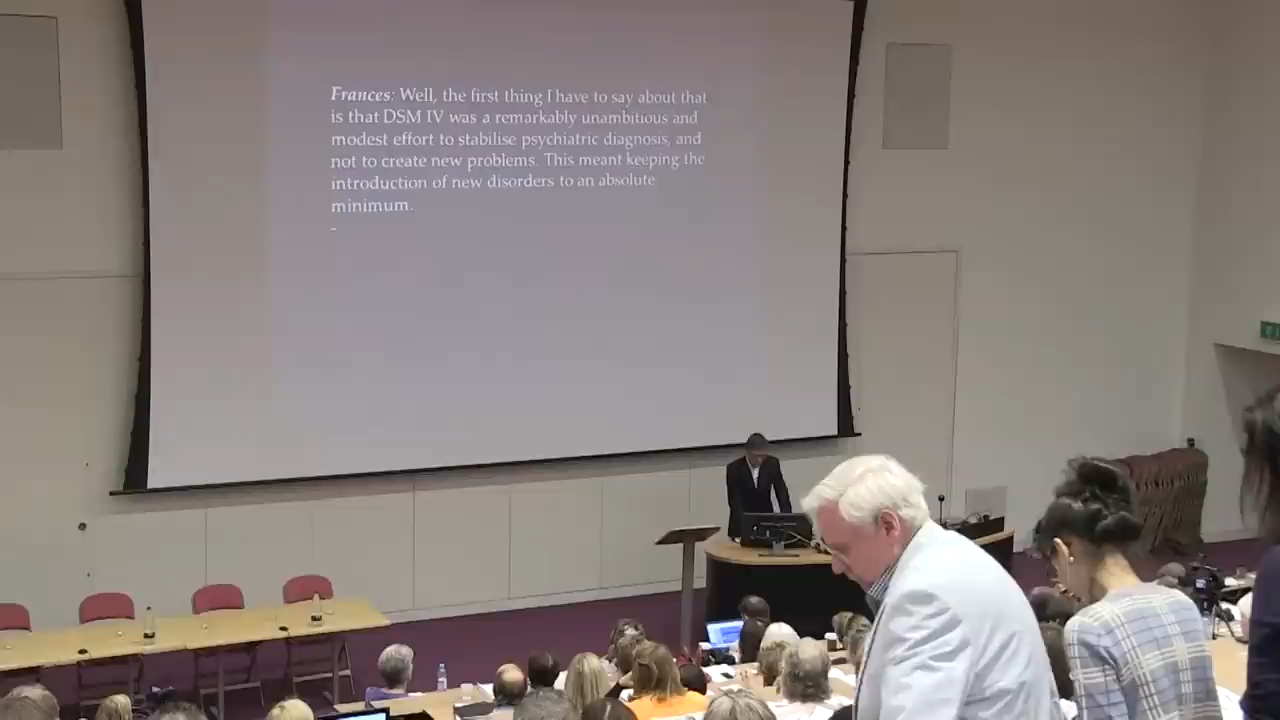 Frances: Well, the first thing I have to say about that
is that DSM IV was a remarkably unambitious and
modest effort to stabilise psychiatric diagnosis, and
not to create new problems. This meant keeping the
introduction of new disorders to an absolute
minimum.
-